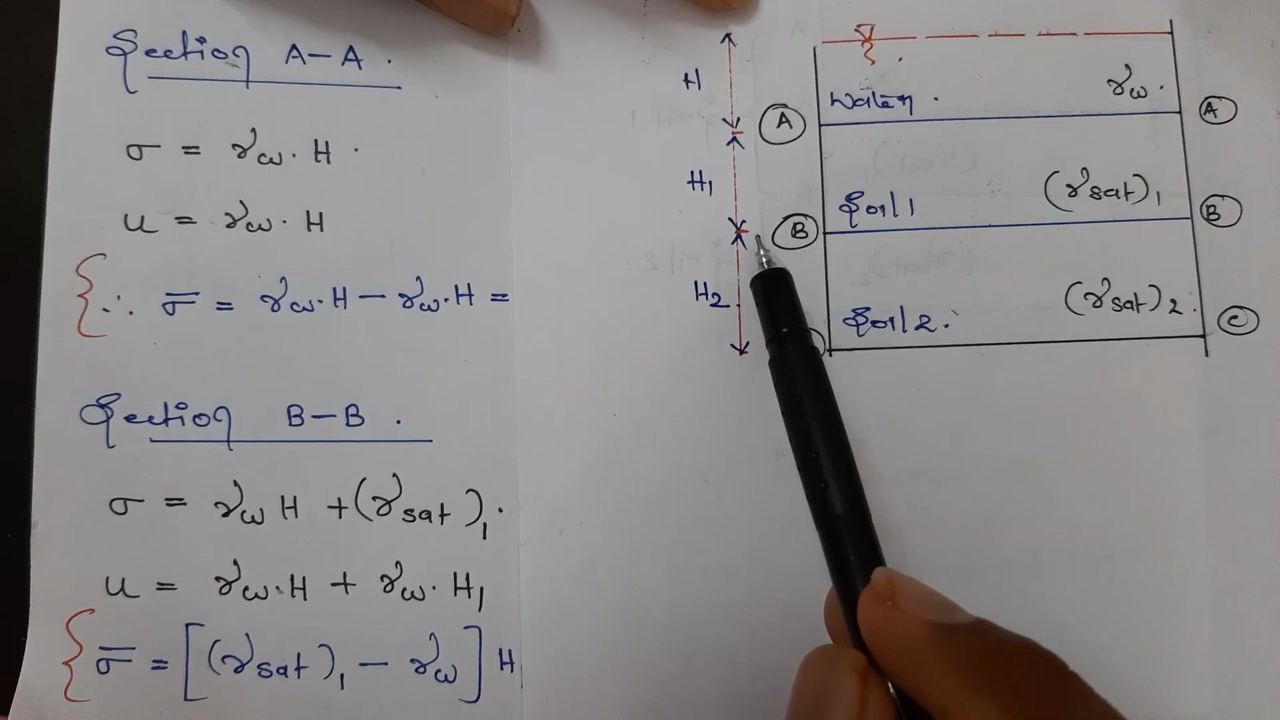 Section A-A.
σ = γw. H.
u = γw. H
∴ σ̅ = γw.H - γw.H =
Section B-B.
σ = γw H + (γsat)1.
u = γw.H + γw. H1
σ̅ = [(γsat)1 - γw] H
H
Water. γw.
A A
H1
Soil 1 (γsat)1
B B
H2
Soil 2. (γsat)2.
C